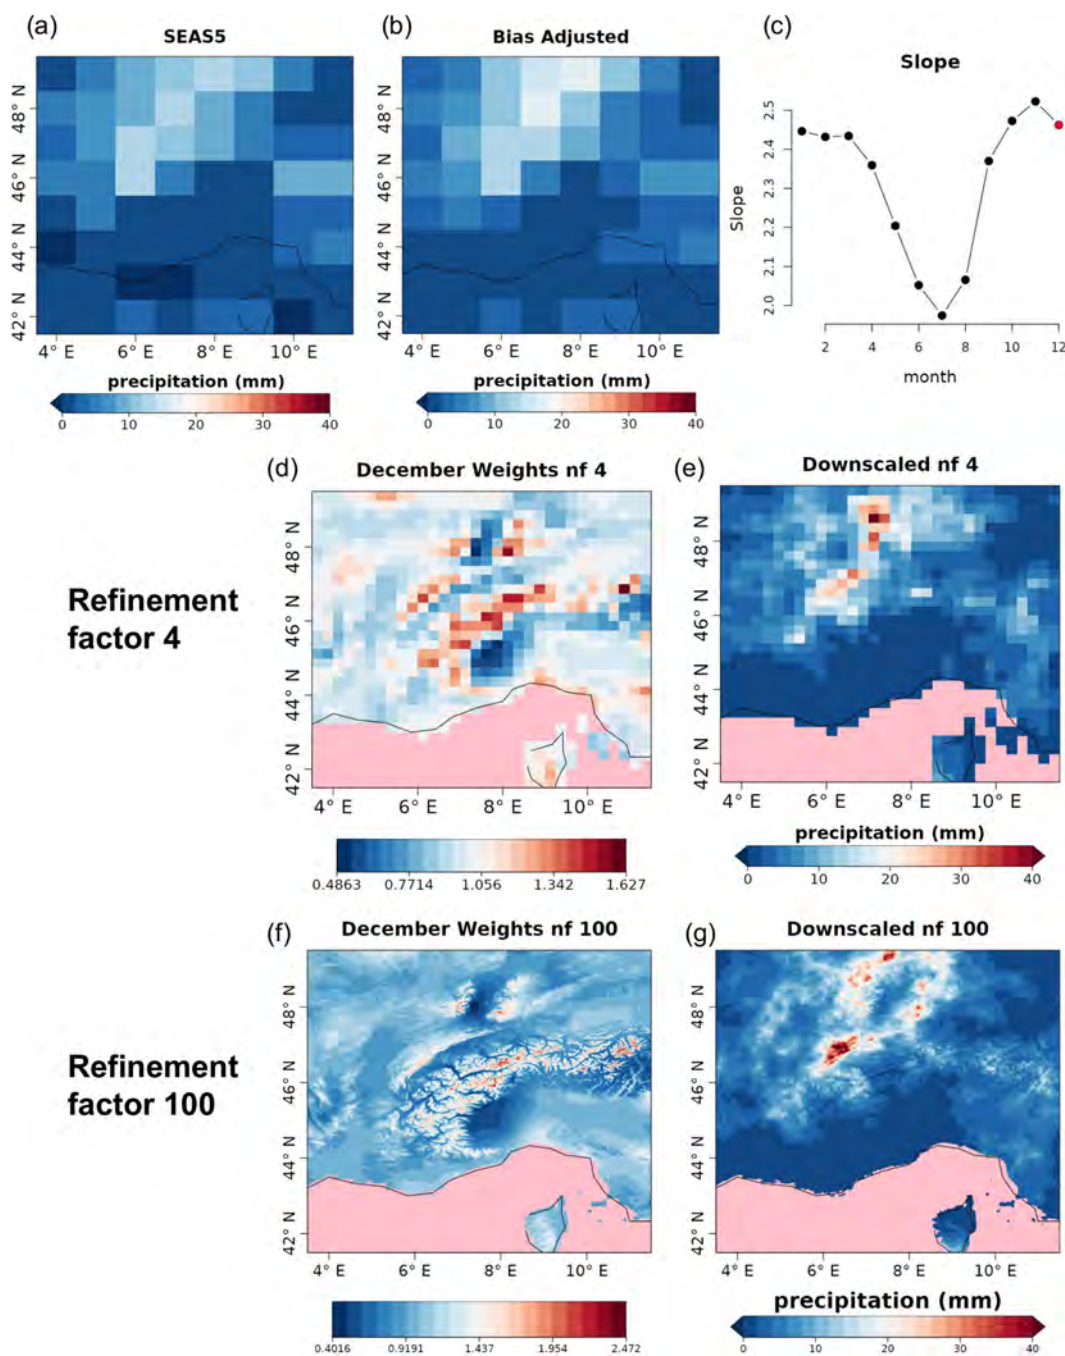 (a) SEAS5
(b) Bias Adjusted
(c) Slope
42° N 44° N 46° N 48° N
4° E 6° E 8° E 10° E
precipitation (mm)
0 10 20 30 40
42° N 44° N 46° N 48° N
4° E 6° E 8° E 10° E
precipitation (mm)
0 10 20 30 40
Slope
2.0 2.1 2.2 2.3 2.4 2.5
2 4 6 8 10 12
month
(d) December Weights nf 4
(e) Downscaled nf 4
Refinement
factor 4
42° N 44° N 46° N 48° N
4° E 6° E 8° E 10° E
0.4863 0.7714 1.056 1.342 1.627
42° N 44° N 46° N 48° N
4° E 6° E 8° E 10° E
precipitation (mm)
0 10 20 30 40
(f) December Weights nf 100
(g) Downscaled nf 100
Refinement
factor 100
42° N 44° N 46° N 48° N
4° E 6° E 8° E 10° E
0.4016 0.9191 1.437 1.954 2.472
42° N 44° N 46° N 48° N
4° E 6° E 8° E 10° E
precipitation (mm)
0 10 20 30 40